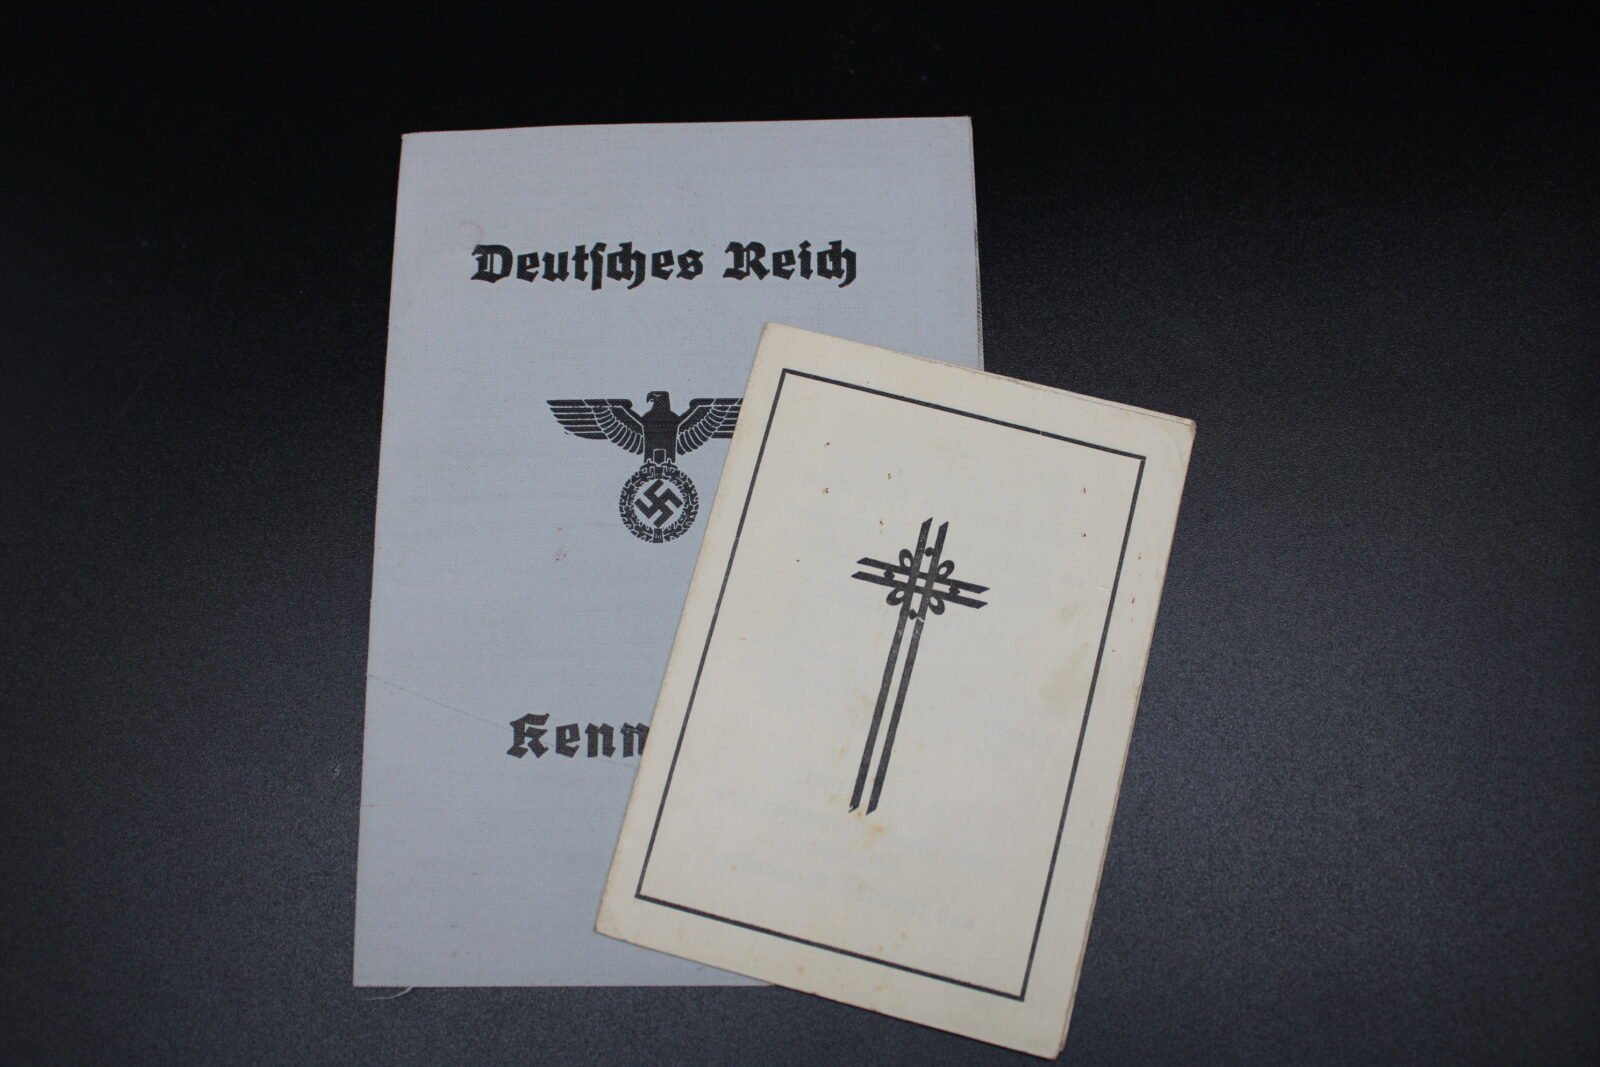 Deutsches Reich
Kenn